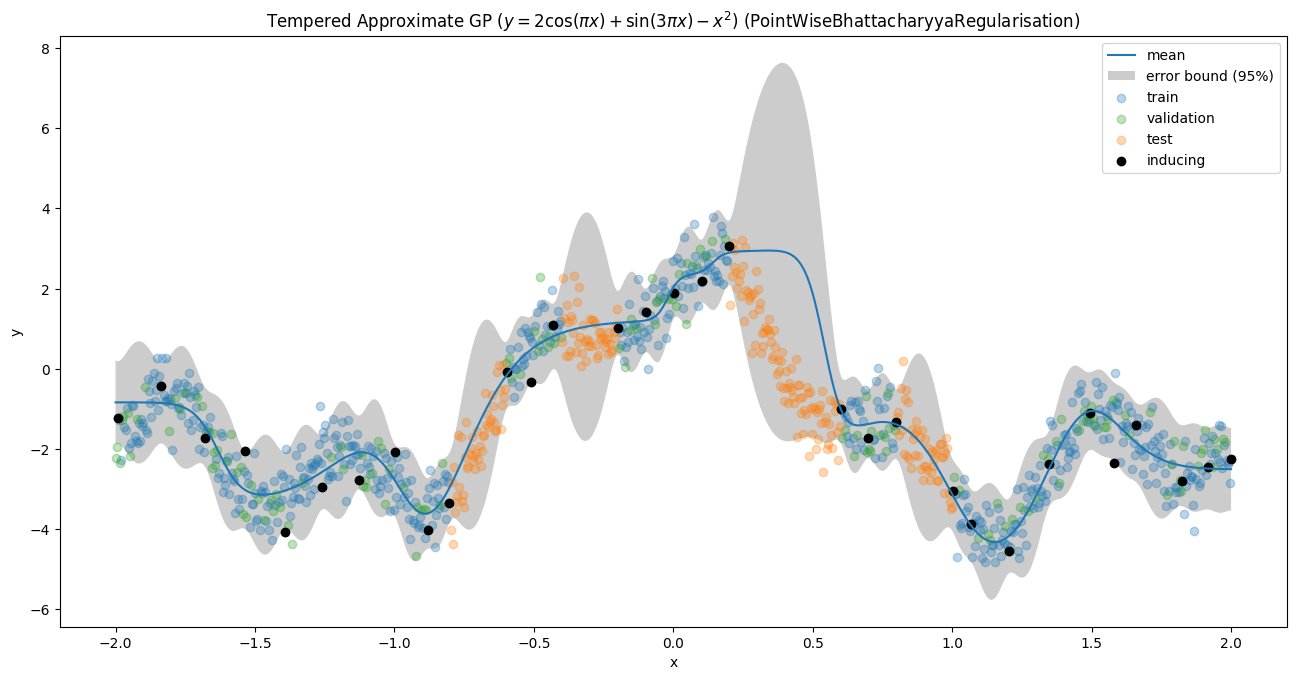 Tempered Approximate GP (y = 2cos(πx) + sin(3πx) − x²) (PointWiseBhattacharyyaRegularisation)
mean
error bound (95%)
train
validation
test
inducing
y
8
6
4
2
0
−2
−4
−6
−2.0 −1.5 −1.0 −0.5 0.0 0.5 1.0 1.5 2.0
x